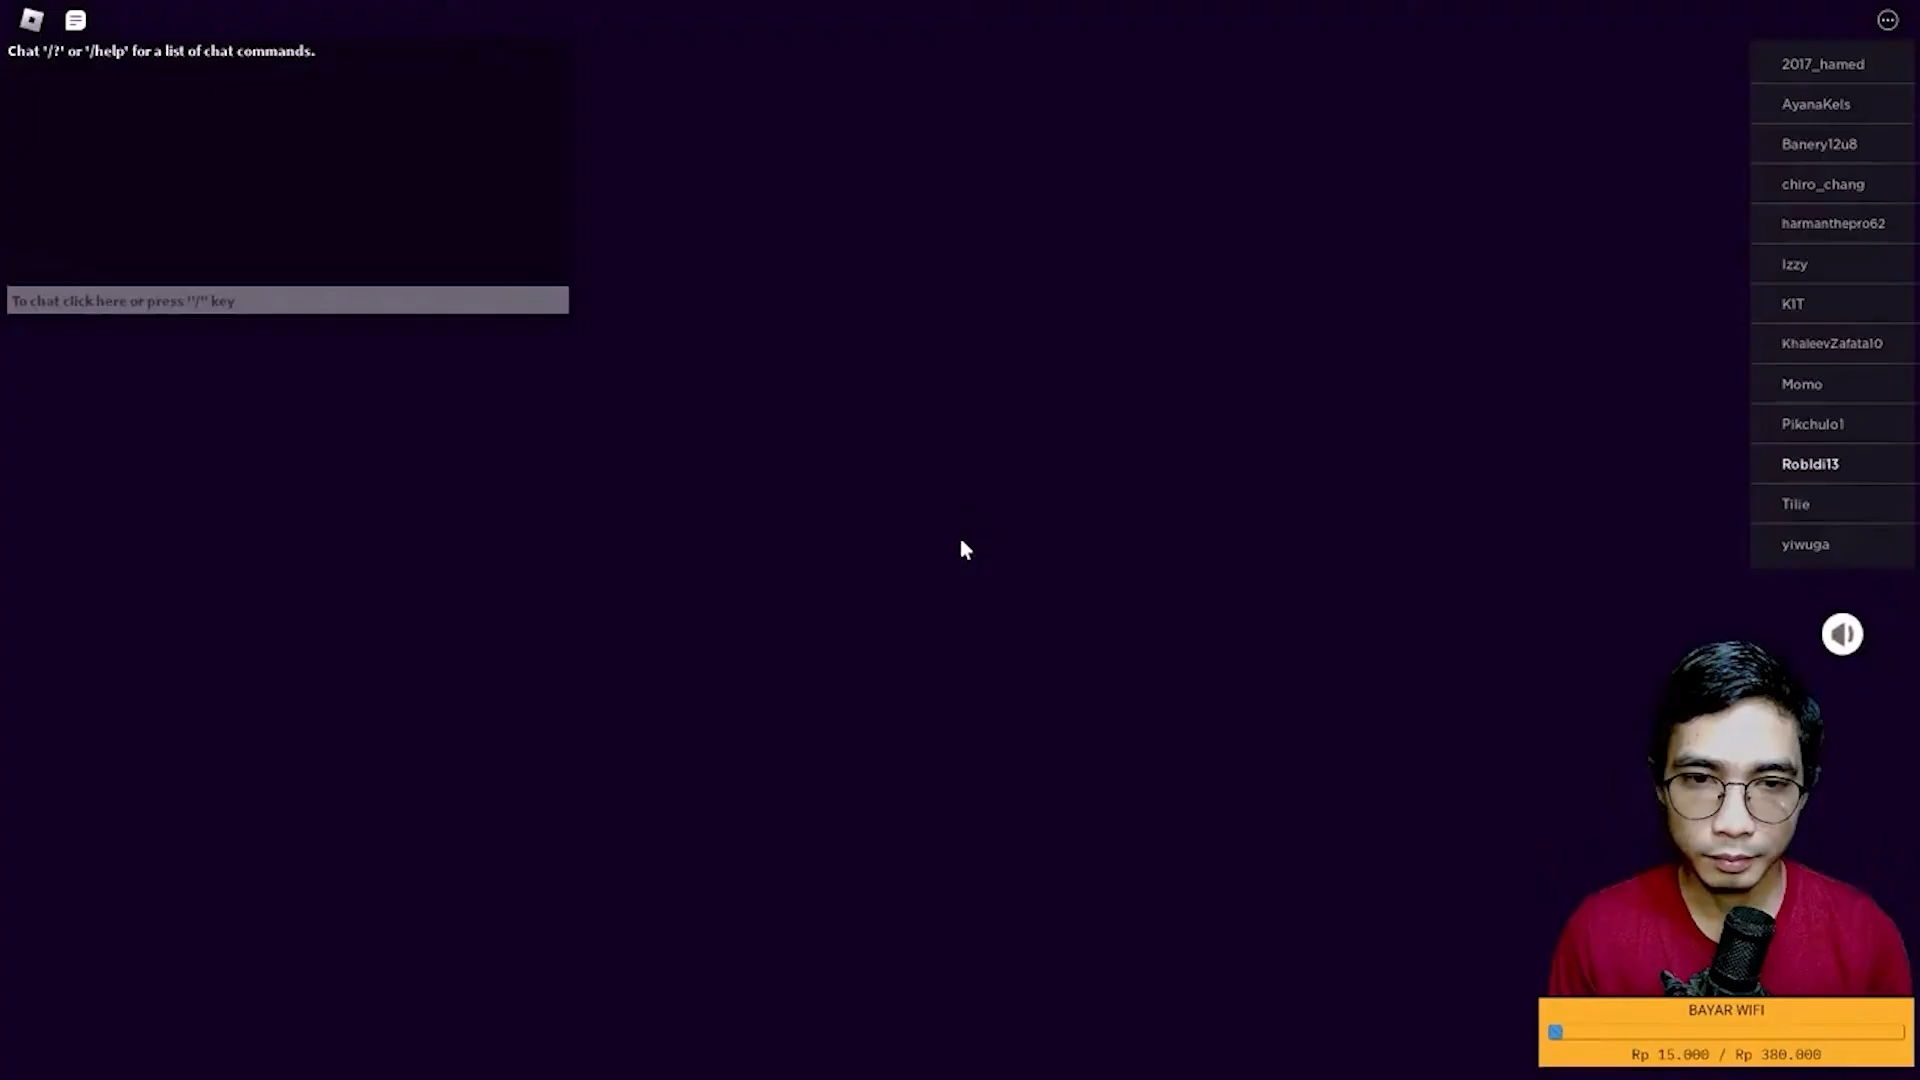 Chat '/?' or '/help' for a list of chat commands.
To chat click here or press "/" key
2017_hamed
AyanaKels
Banery12u8
chiro_chang
harmanthepro62
Izzy
KIT
KhaleevZafata10
Momo
Pikchulo1
Robldi13
Tilie
yiwuga
BAYAR WIFI
Rp 15.000 / Rp 380.000